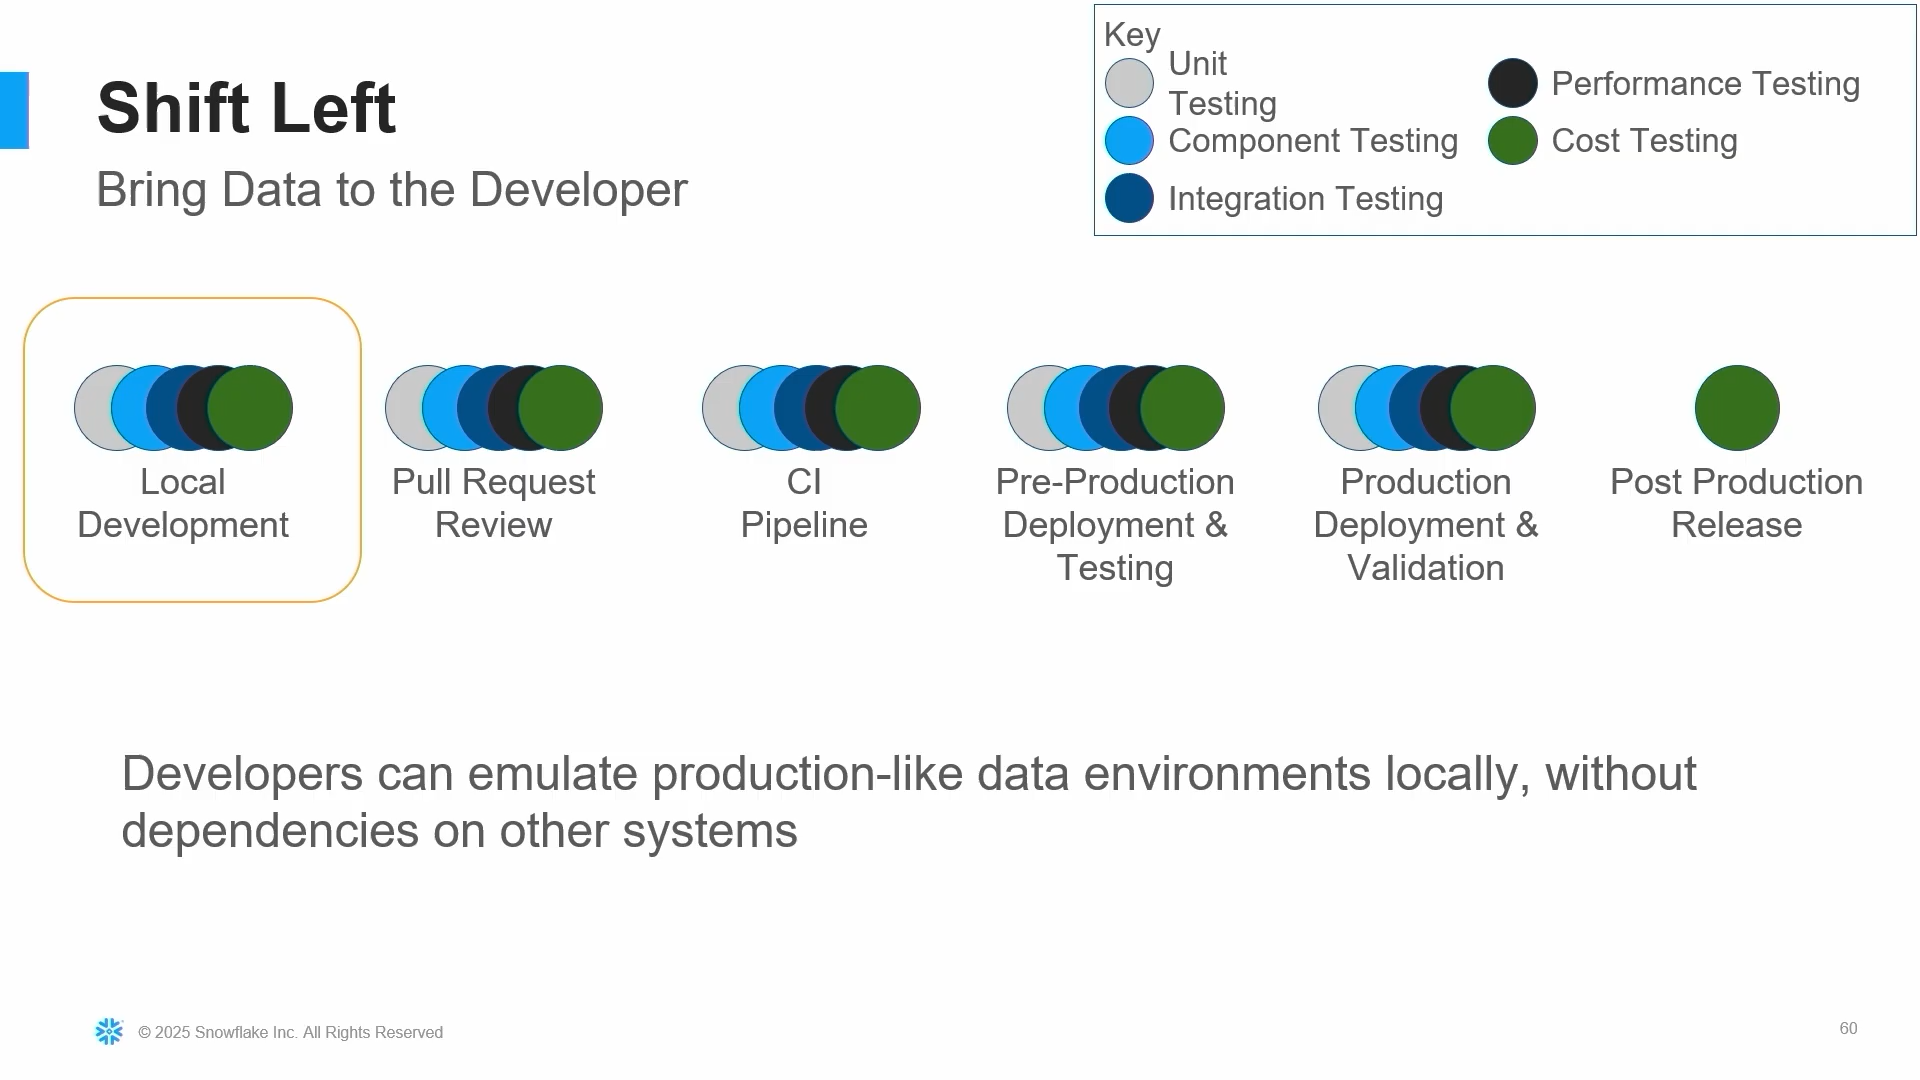 Shift Left
Bring Data to the Developer
Key
Unit
Testing
Component Testing
Integration Testing
Performance Testing
Cost Testing
Local
Development
Pull Request
Review
CI
Pipeline
Pre-Production
Deployment &
Testing
Production
Deployment &
Validation
Post Production
Release
Developers can emulate production-like data environments locally, without
dependencies on other systems
© 2025 Snowflake Inc. All Rights Reserved
60